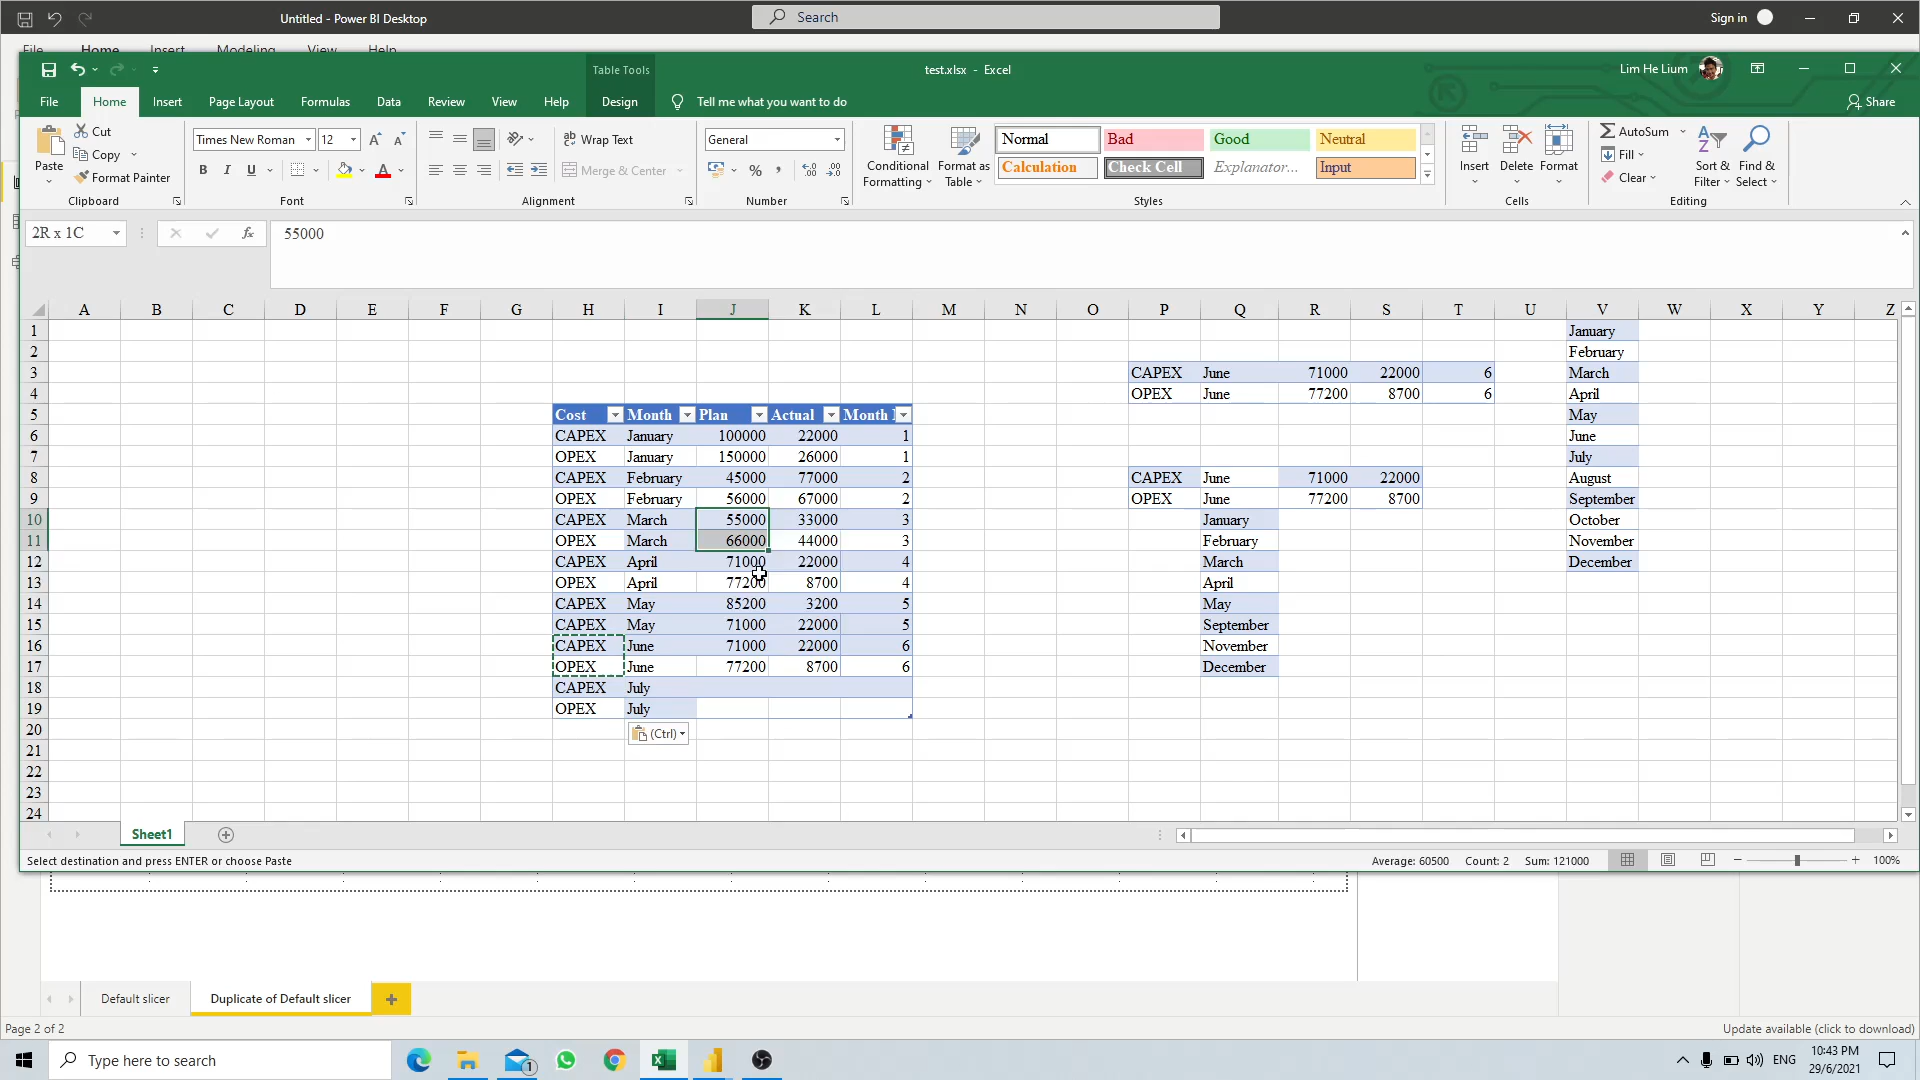 Untitled - Power BI Desktop
Search
Sign in
File Home Insert Modeling View Help
Table Tools
test.xlsx - Excel
Lim He Lium
File Home Insert Page Layout Formulas Data Review View Help Design Tell me what you want to do
Share
Paste
Cut
Copy
Format Painter
Clipboard
Times New Roman
12
B I U
Font
Wrap Text
Merge & Center
Alignment
General
Number
Conditional Formatting
Format as Table
Normal Bad Good Neutral
Calculation Check Cell Explanator... Input
Styles
Insert Delete Format
Cells
AutoSum
Fill
Clear
Sort & Filter
Find & Select
Editing
2R x 1C
fx
55000
A B C D E F G H I J K L M N O P Q R S T U V W X Y Z
1 January
2 February
3 CAPEX June 71000 22000 6 March
4 OPEX June 77200 8700 6 April
5 Cost Month Plan Actual Month May
6 CAPEX January 100000 22000 1 June
7 OPEX January 150000 26000 1 July
8 CAPEX February 45000 77000 2 CAPEX June 71000 22000 August
9 OPEX February 56000 67000 2 OPEX June 77200 8700 September
10 CAPEX March 55000 33000 3 January October
11 OPEX March 66000 44000 3 February November
12 CAPEX April 71000 22000 4 March December
13 OPEX April 77200 8700 4 April
14 CAPEX May 85200 3200 5 May
15 CAPEX May 71000 22000 5 September
16 CAPEX June 71000 22000 6 November
17 OPEX June 77200 8700 6 December
18 CAPEX July
19 OPEX July
20 (Ctrl)
21
22
23
24
Sheet1
Select destination and press ENTER or choose Paste
Average: 60500 Count: 2 Sum: 121000
100%
Default slicer
Duplicate of Default slicer
Page 2 of 2
Update available (click to download)
Type here to search
1
ENG
10:43 PM
29/6/2021